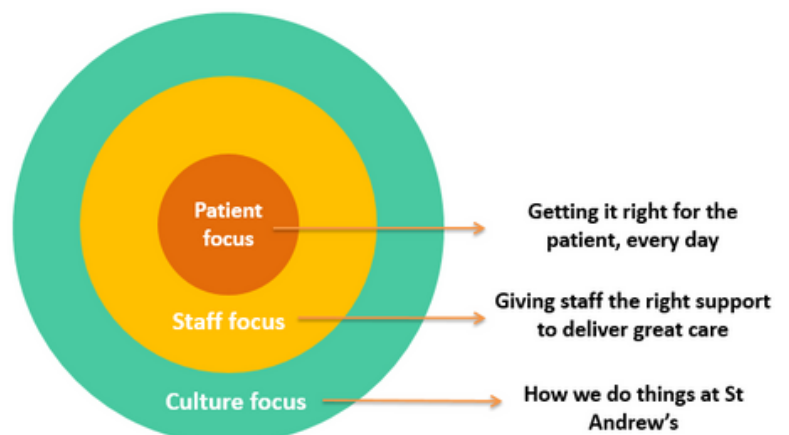 Patient
focus
Getting it right for the
patient, every day
Staff focus
Giving staff the right support
to deliver great care
Culture focus
How we do things at St
Andrew’s